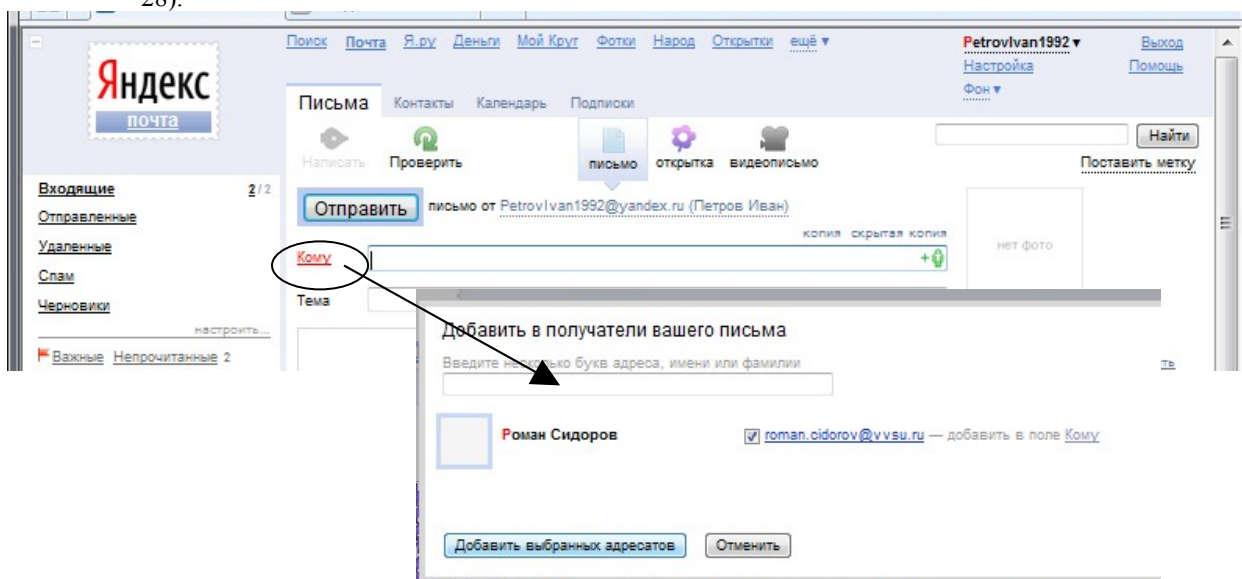 28).
Поиск Почта Я.ру Деньги Мой Круг Фотки Народ Открытки ещё ▾ PetrovIvan1992 ▾ Выход
Настройка Помощь
Фон ▾
Яндекс
почта
Письма Контакты Календарь Подписки
Найти
Написать Проверить письмо открытка видеописьмо
Поставить метку
Входящие 2 / 2
Отправить письмо от PetrovIvan1992@yandex.ru (Петров Иван)
Отправленные
копия скрытая копия
Удаленные
нет фото
Кому
Спам
Черновики
Тема
настроить...
Важные Непрочитанные 2
Добавить в получатели вашего письма
Введите несколько букв адреса, имени или фамилии
Роман Сидоров roman.cidorov@vvsu.ru — добавить в поле Кому
Добавить выбранных адресатов Отменить